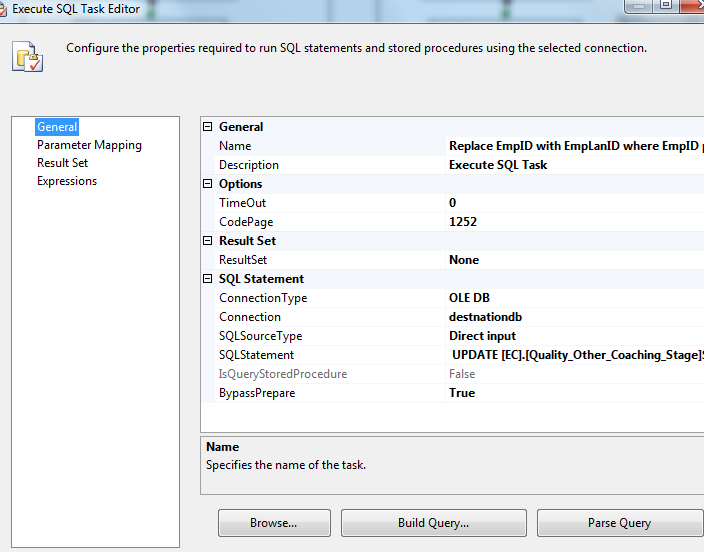 Execute SQL Task Editor
Configure the properties required to run SQL statements and stored procedures using the selected connection.
General
Parameter Mapping
Result Set
Expressions
General
Name Replace EmpID with EmpLanID where EmpID
Description Execute SQL Task
Options
TimeOut 0
CodePage 1252
Result Set
ResultSet None
SQL Statement
ConnectionType OLE DB
Connection destnationdb
SQLSourceType Direct input
SQLStatement UPDATE [EC].[Quality_Other_Coaching_Stage]
IsQueryStoredProcedure False
BypassPrepare True
Name
Specifies the name of the task.
Browse...
Build Query...
Parse Query